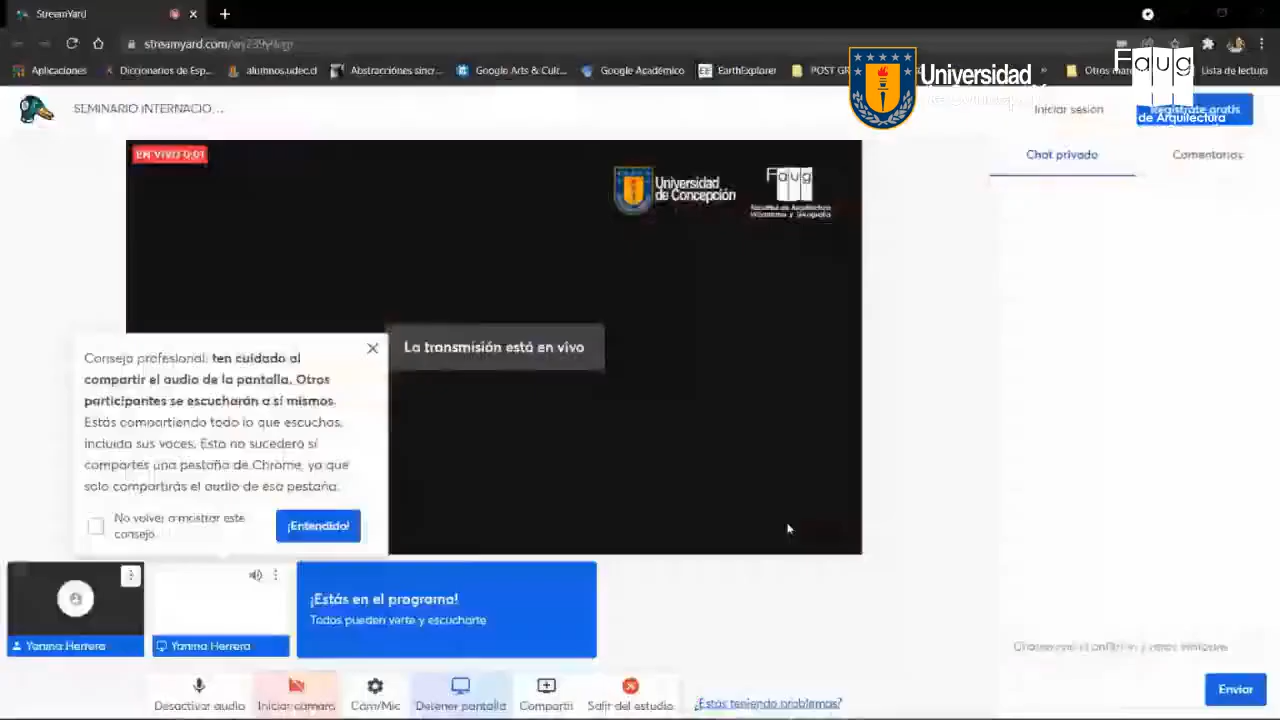 StreamYard
Aplicaciones
alumnos.udec.cl
Google Arts & Cult...
Google Académico
EarthExplorer
Lista de lectura
Universidad
Faug
de Arquitectura
SEMINARIO INTERNACIO...
Iniciar sesión
Regístrate gratis
Chat privado
Comentarios
EN VIVO 0:01
Universidad
de Concepción
Faug
Facultad de Arquitectura
Urbanismo y Geografía
La transmisión está en vivo
Consejo profesional: ten cuidado al
compartir el audio de la pantalla. Otros
participantes se escucharán a sí mismos.
Estás compartiendo todo lo que escuchas,
incluida sus voces. Esto no sucederá si
compartes una pestaña de Chrome, ya que
solo compartirás el audio de esa pestaña.
No volver a mostrar este
consejo.
¡Entendido!
¡Estás en el programa!
Todos pueden verte y escucharte
Yanina Herrera
Yanina Herrera
Desactivar audio
Iniciar cámara
Cám/Mic
Detener pantalla
Compartir
Salir del estudio
¿Estás teniendo problemas?
Enviar